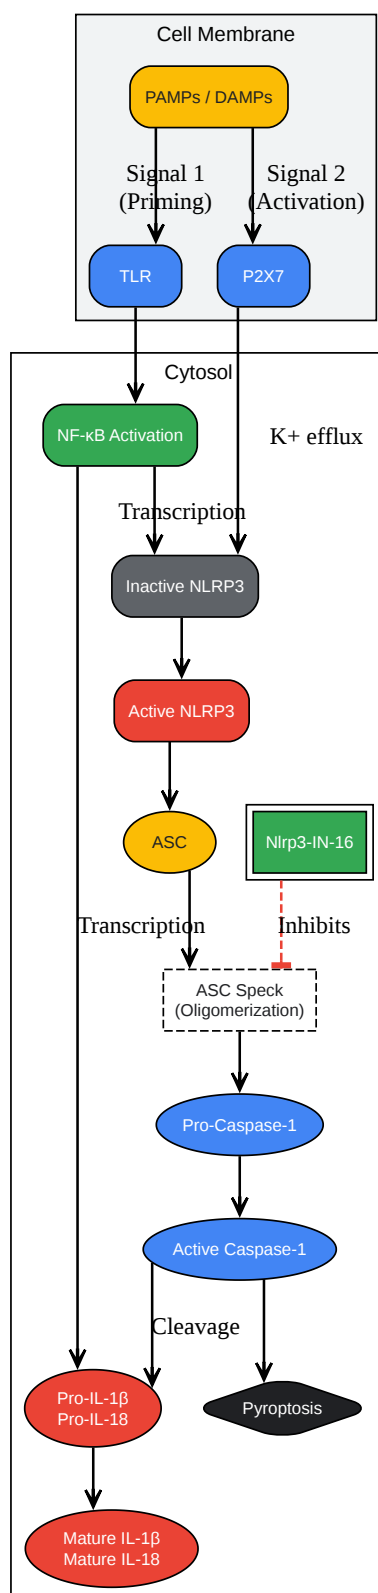 Cell Membrane
PAMPs / DAMPs
Signal 1
(Priming)
Signal 2
(Activation)
TLR
P2X7
Cytosol
NF-κB Activation
K+ efflux
Transcription
Inactive NLRP3
Active NLRP3
ASC
Nlrp3-IN-16
Transcription
Inhibits
ASC Speck
(Oligomerization)
Pro-Caspase-1
Active Caspase-1
Cleavage
Pro-IL-1β
Pro-IL-18
Pyroptosis
Mature IL-1β
Mature IL-18